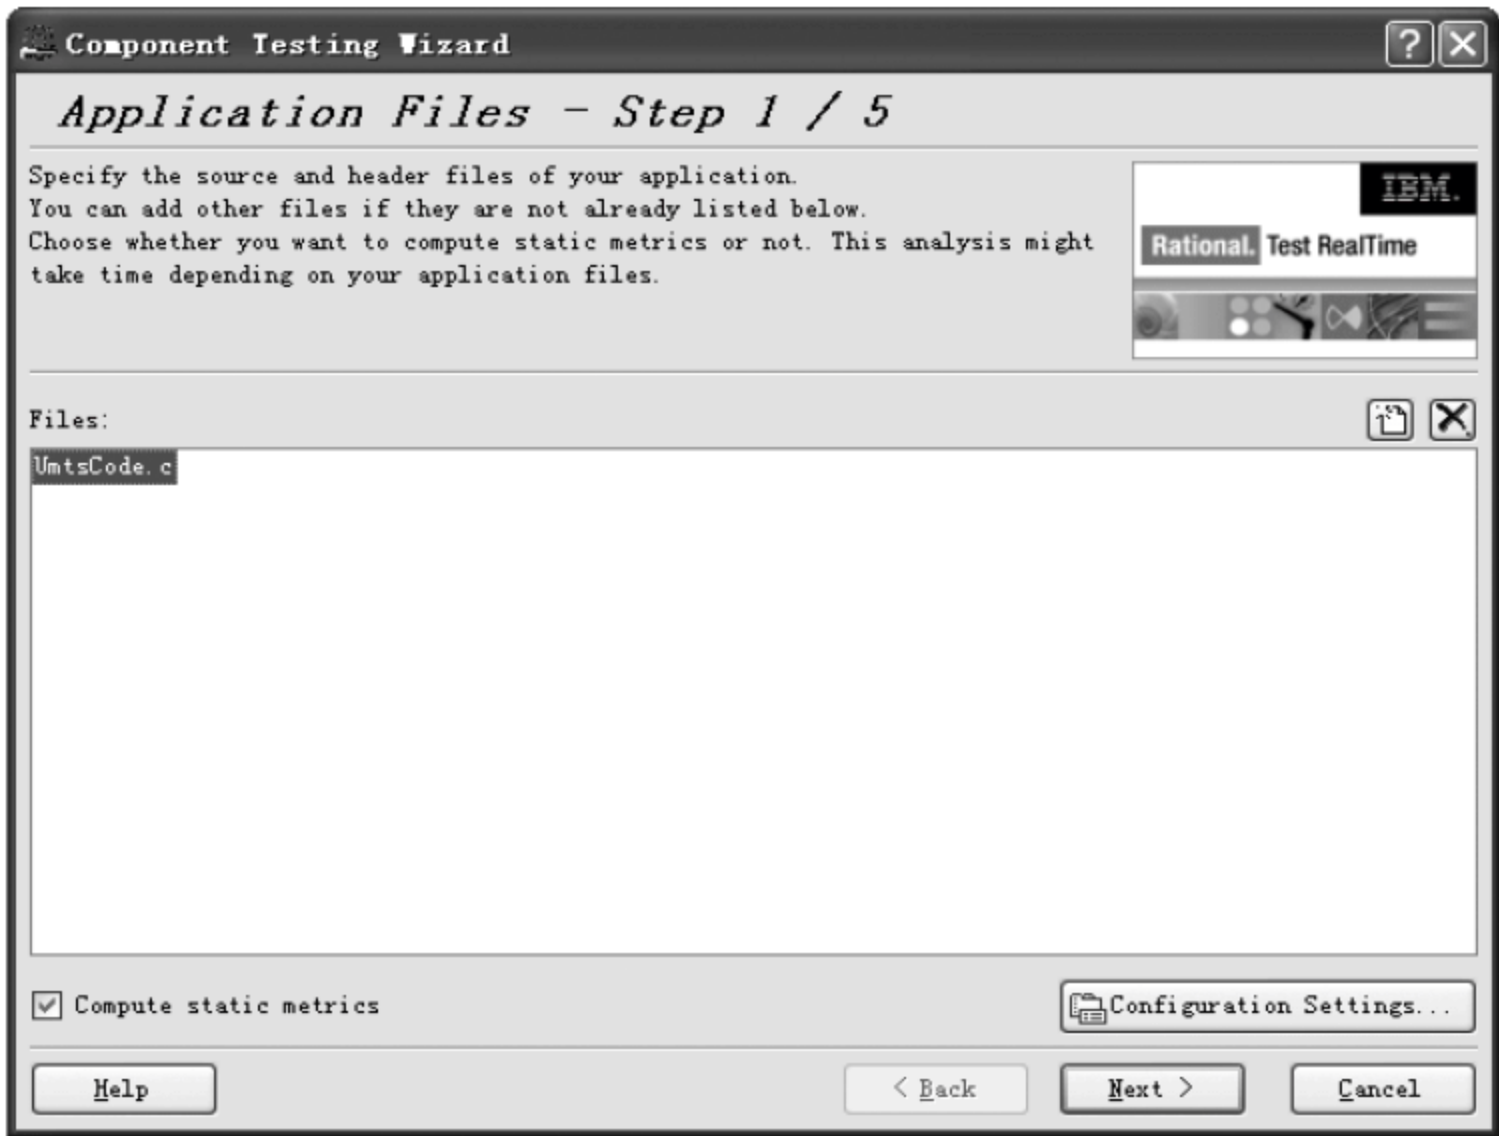 Component Testing Wizard
Application Files - Step 1 / 5
Specify the source and header files of your application.
You can add other files if they are not already listed below.
Choose whether you want to compute static metrics or not. This analysis might
take time depending on your application files.
IBM.
Rational. Test RealTime
Files:
UmtsCode.c
Compute static metrics
Configuration Settings...
Help
< Back
Next >
Cancel